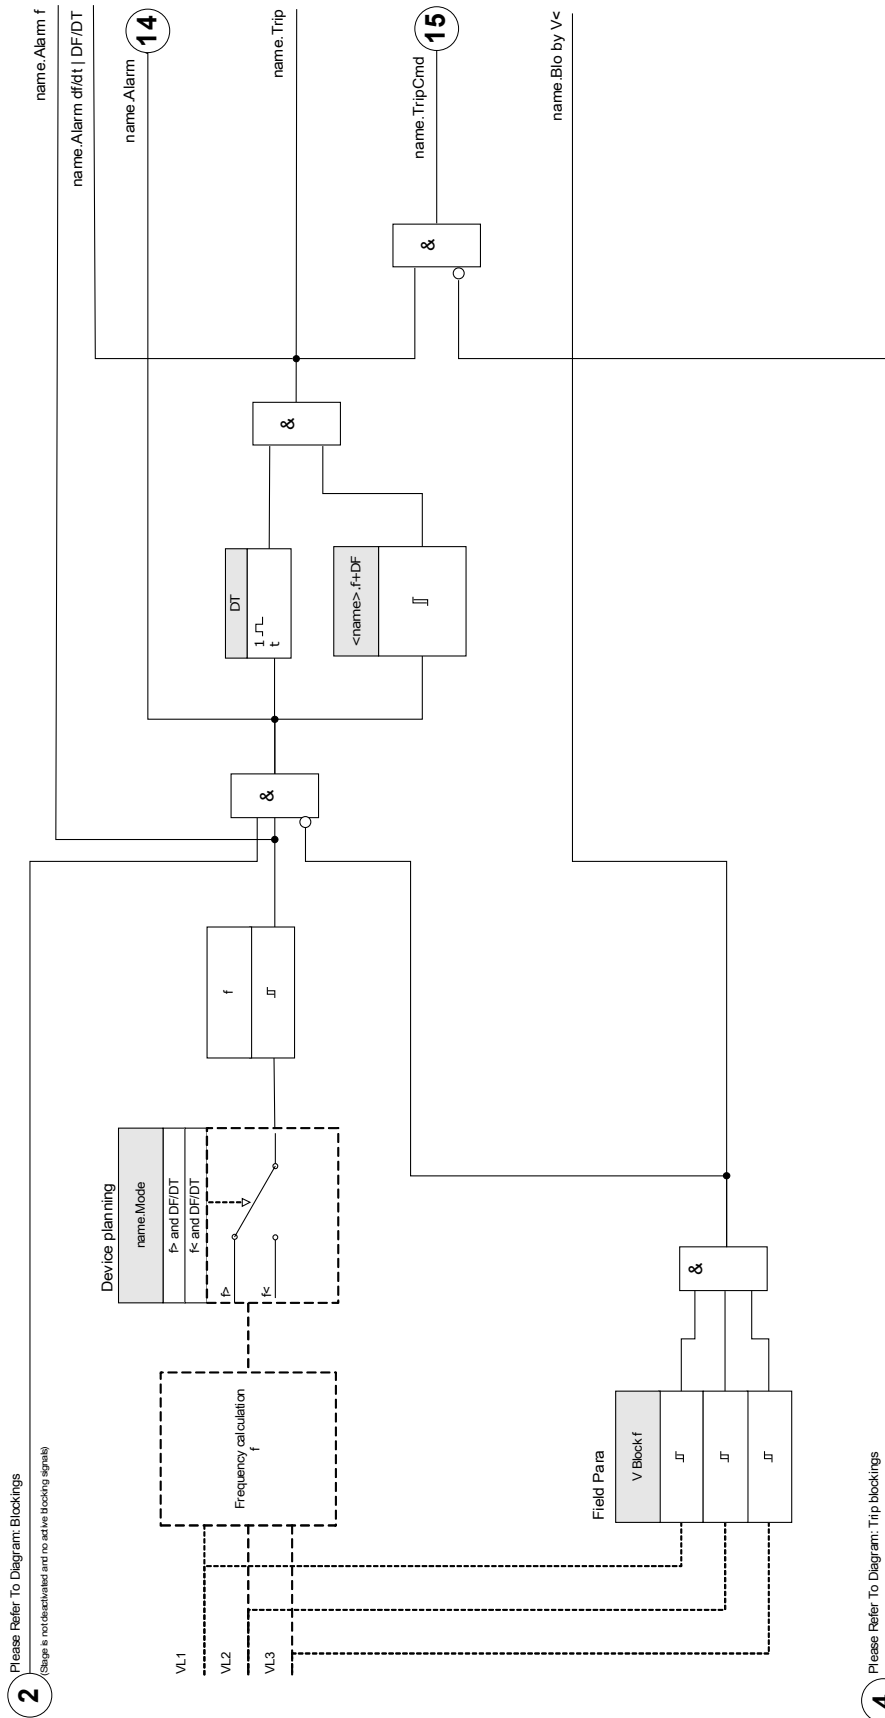 2
Please Refer To Diagram: Blockings
(Stage is not deactivated and no active blocking signals)
name.Alarm f
name.Alarm df/dt | DF/DT
name.Alarm
14
name.Trip
name.TripCmd
15
name.Blo by V<
&
&
DT
1
t
<name>.f+DF
&
f
Device planning
name.Mode
f> and DF/DT
f< and DF/DT
f>
f<
Frequency calculation
f
VL1
VL2
VL3
Field Para
V Block f
&
4
Please Refer To Diagram: Trip blockings